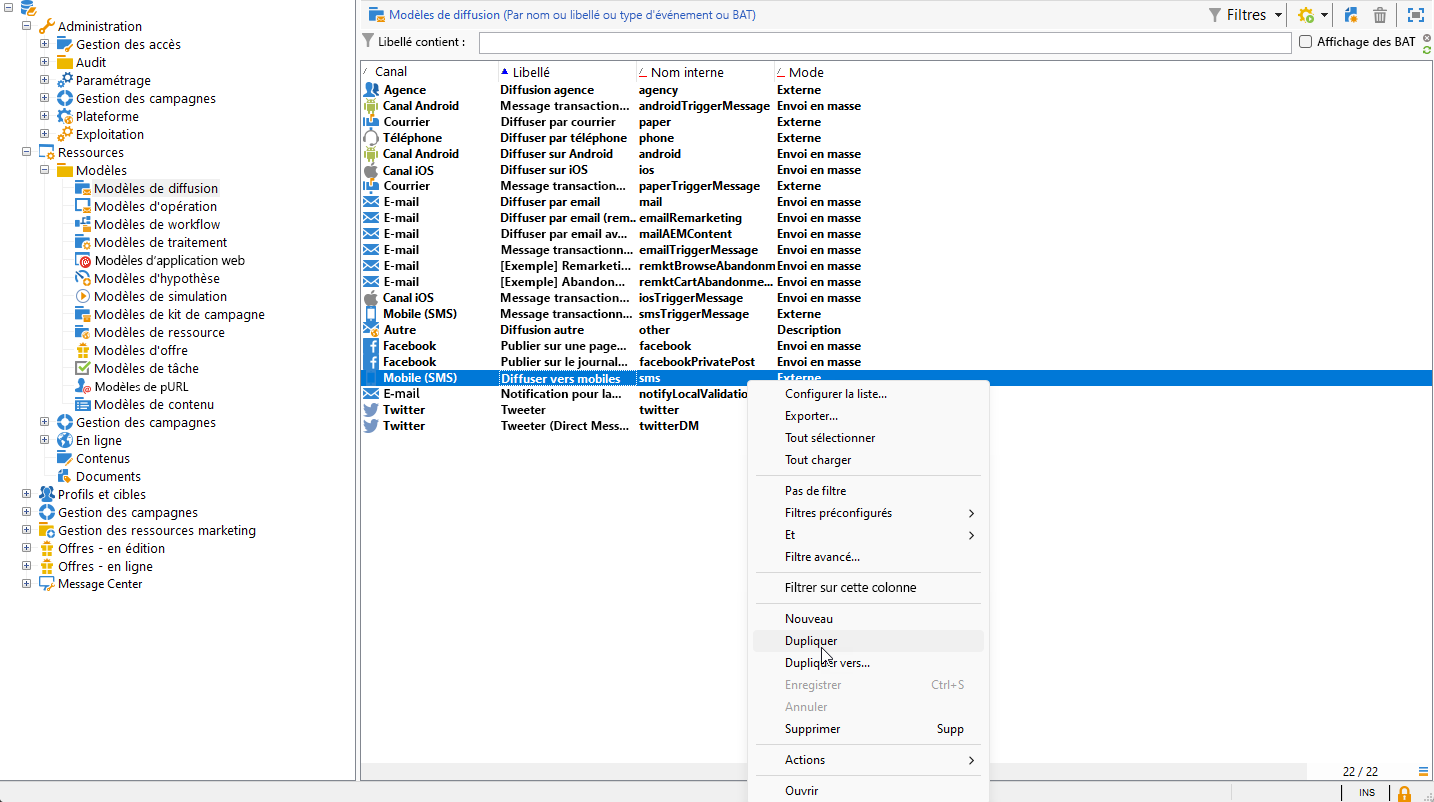 Administration
Gestion des accès
Audit
Paramétrage
Gestion des campagnes
Plateforme
Exploitation
Ressources
Modèles
Modèles de diffusion
Modèles d'opération
Modèles de workflow
Modèles de traitement
Modèles d'application web
Modèles d'hypothèse
Modèles de simulation
Modèles de kit de campagne
Modèles de ressource
Modèles d'offre
Modèles de tâche
Modèles de pURL
Modèles de contenu
Gestion des campagnes
En ligne
Contenus
Documents
Profils et cibles
Gestion des campagnes
Gestion des ressources marketing
Offres - en édition
Offres - en ligne
Message Center
Modèles de diffusion (Par nom ou libellé ou type d'événement ou BAT)
Filtres
Libellé contient :
Affichage des BAT
Canal Libellé Nom interne Mode
Agence Diffusion agence agency Externe
Canal Android Message transaction... androidTriggerMessage Envoi en masse
Courrier Diffuser par courrier paper Externe
Téléphone Diffuser par téléphone phone Externe
Canal Android Diffuser sur Android android Envoi en masse
Canal iOS Diffuser sur iOS ios Envoi en masse
Courrier Message transaction... paperTriggerMessage Externe
E-mail Diffuser par email mail Envoi en masse
E-mail Diffuser par email (rem... emailRemarketing Envoi en masse
E-mail Diffuser par email av... mailAEMContent Envoi en masse
E-mail Message transactionn... emailTriggerMessage Envoi en masse
E-mail [Exemple] Remarketi... remktBrowseAbandonm Envoi en masse
E-mail [Exemple] Abandon... remktCartAbandonme... Envoi en masse
Canal iOS Message transaction... iosTriggerMessage Envoi en masse
Mobile (SMS) Message transactionn... smsTriggerMessage Externe
Autre Diffusion autre other Description
Facebook Publier sur une page... facebook Envoi en masse
Facebook Publier sur le journal... facebookPrivatePost Envoi en masse
Mobile (SMS) Diffuser vers mobiles sms Externe
E-mail Notification pour la... notifyLocalValidatio
Twitter Tweeter twitter
Twitter Tweeter (Direct Mess... twitterDM
Configurer la liste...
Exporter...
Tout sélectionner
Tout charger
Pas de filtre
Filtres préconfigurés
Et
Filtre avancé...
Filtrer sur cette colonne
Nouveau
Dupliquer
Dupliquer vers...
Enregistrer Ctrl+S
Annuler
Supprimer Supp
Actions
Ouvrir
22 / 22
INS